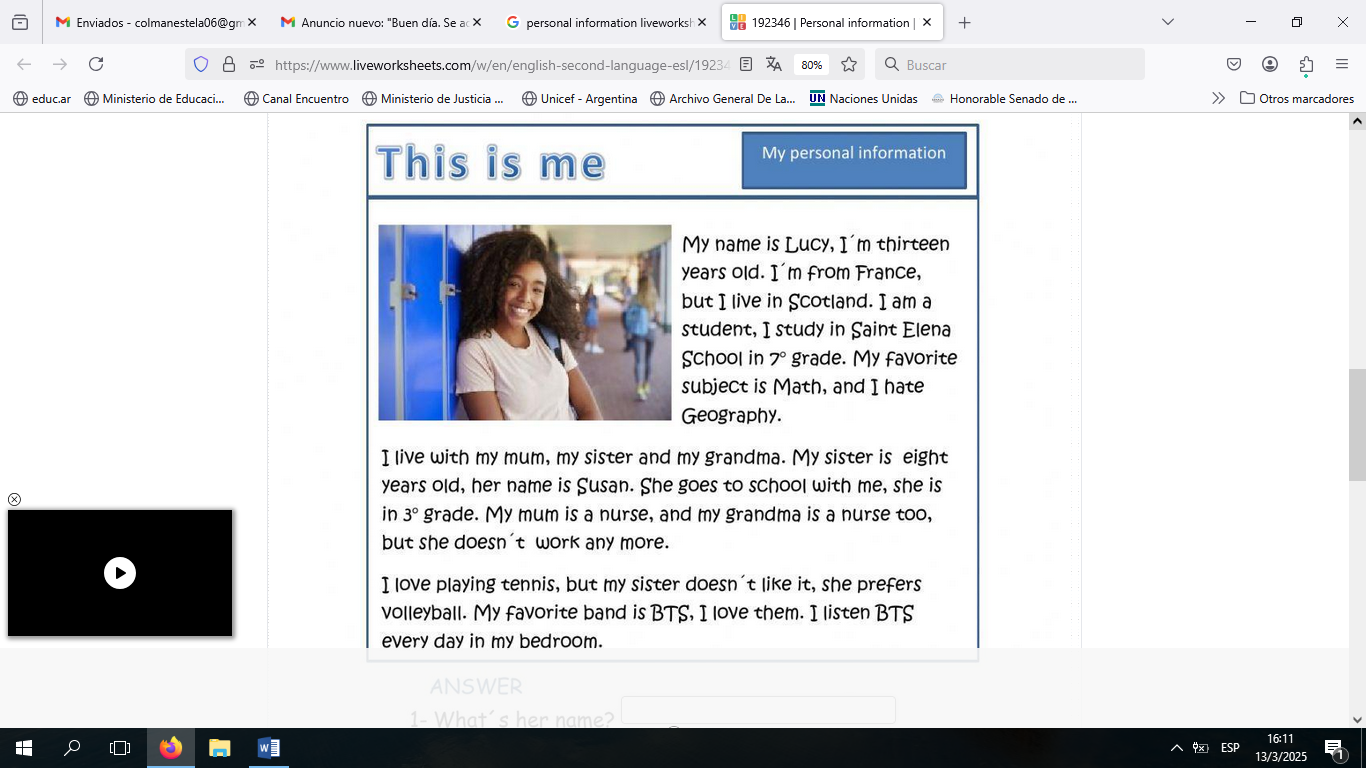 Enviados - colmanestela06@gm
Anuncio nuevo: "Buen día. Se ac
personal information liveworksh
192346 | Personal information |
https://www.liveworksheets.com/w/en/english-second-language-esl/19234
80%
Buscar
educ.ar
Ministerio de Educaci...
Canal Encuentro
Ministerio de Justicia ...
Unicef - Argentina
Archivo General De La...
UN Naciones Unidas
Honorable Senado de ...
Otros marcadores
This is me
My personal information
My name is Lucy, I´m thirteen
years old. I´m from France,
but I live in Scotland. I am a
student, I study in Saint Elena
School in 7° grade. My favorite
subject is Math, and I hate
Geography.
I live with my mum, my sister and my grandma. My sister is eight
years old, her name is Susan. She goes to school with me, she is
in 3° grade. My mum is a nurse, and my grandma is a nurse too,
but she doesn´t work any more.
I love playing tennis, but my sister doesn´t like it, she prefers
volleyball. My favorite band is BTS, I love them. I listen BTS
every day in my bedroom.
ANSWER
1- What´s her name?
ESP
16:11
13/3/2025
1